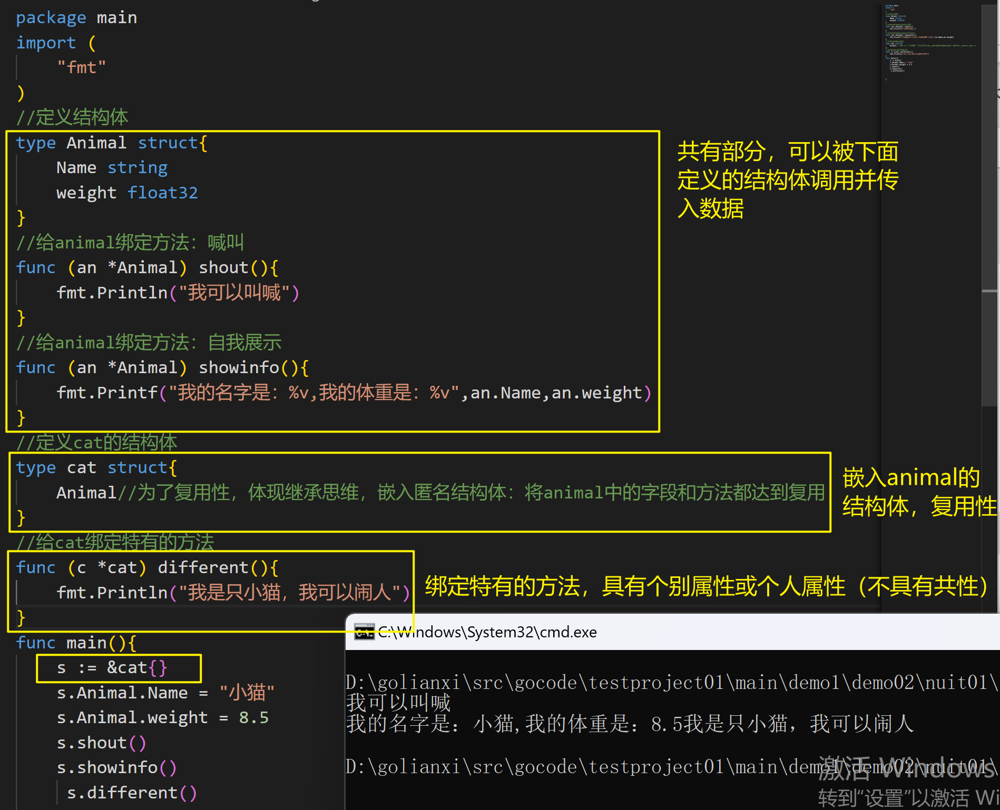 package main
import (
"fmt"
)
//定义结构体
type Animal struct{
Name string
weight float32
}
共有部分，可以被下面
定义的结构体调用并传
入数据
//给animal绑定方法：喊叫
func (an *Animal) shout(){
fmt.Println("我可以叫喊")
}
//给animal绑定方法：自我展示
func (an *Animal) showinfo(){
fmt.Printf("我的名字是：%v,我的体重是：%v",an.Name,an.weight)
}
//定义cat的结构体
type cat struct{
Animal//为了复用性，体现继承思维，嵌入匿名结构体：将animal中的字段和方法都达到复用
}
嵌入animal的
结构体，复用性
//给cat绑定特有的方法
func (c *cat) different(){
fmt.Println("我是只小猫，我可以闹人")
}
绑定特有的方法，具有个别属性或个人属性（不具有共性）
func main(){
s := &cat{}
s.Animal.Name = "小猫"
s.Animal.weight = 8.5
s.shout()
s.showinfo()
s.different()
C:\Windows\System32\cmd.exe
D:\golianxi\src\gocode\testproject01\main\demo1\demo02\nuit01\
我可以叫喊
我的名字是：小猫,我的体重是：8.5我是只小猫，我可以闹人
D:\golianxi\src\gocode\testproject01\main\demo1\demo02\nuit01\
激活 Windows
转到“设置”以激活 Wi